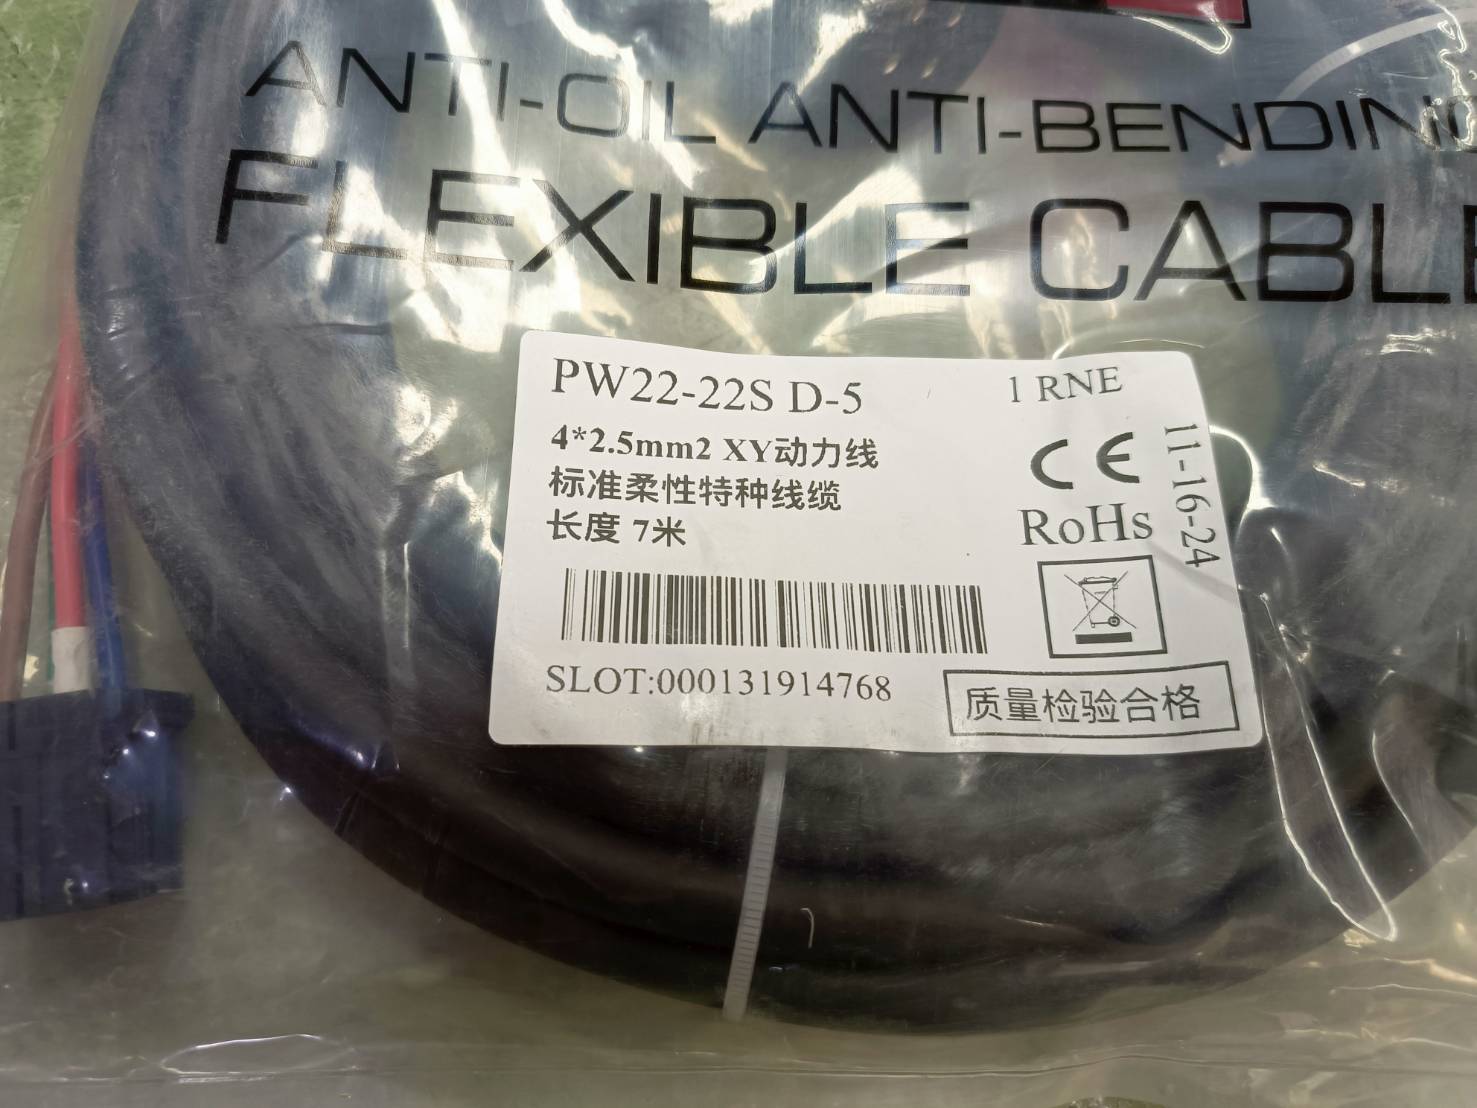 ANTI-OIL ANTI-BENDING
FLEXIBLE CABLE
PW22-22S D-5
1 RNE
4*2.5mm2 XY动力线
标准柔性特种线缆
长度 7米
CE
RoHs
11-16-24
SLOT:000131914768
质量检验合格